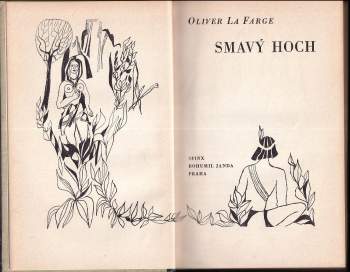 OLIVER LA FARGE
SMAVÝ HOCH
SFINX
BOHUMIL JANDA
PRAHA